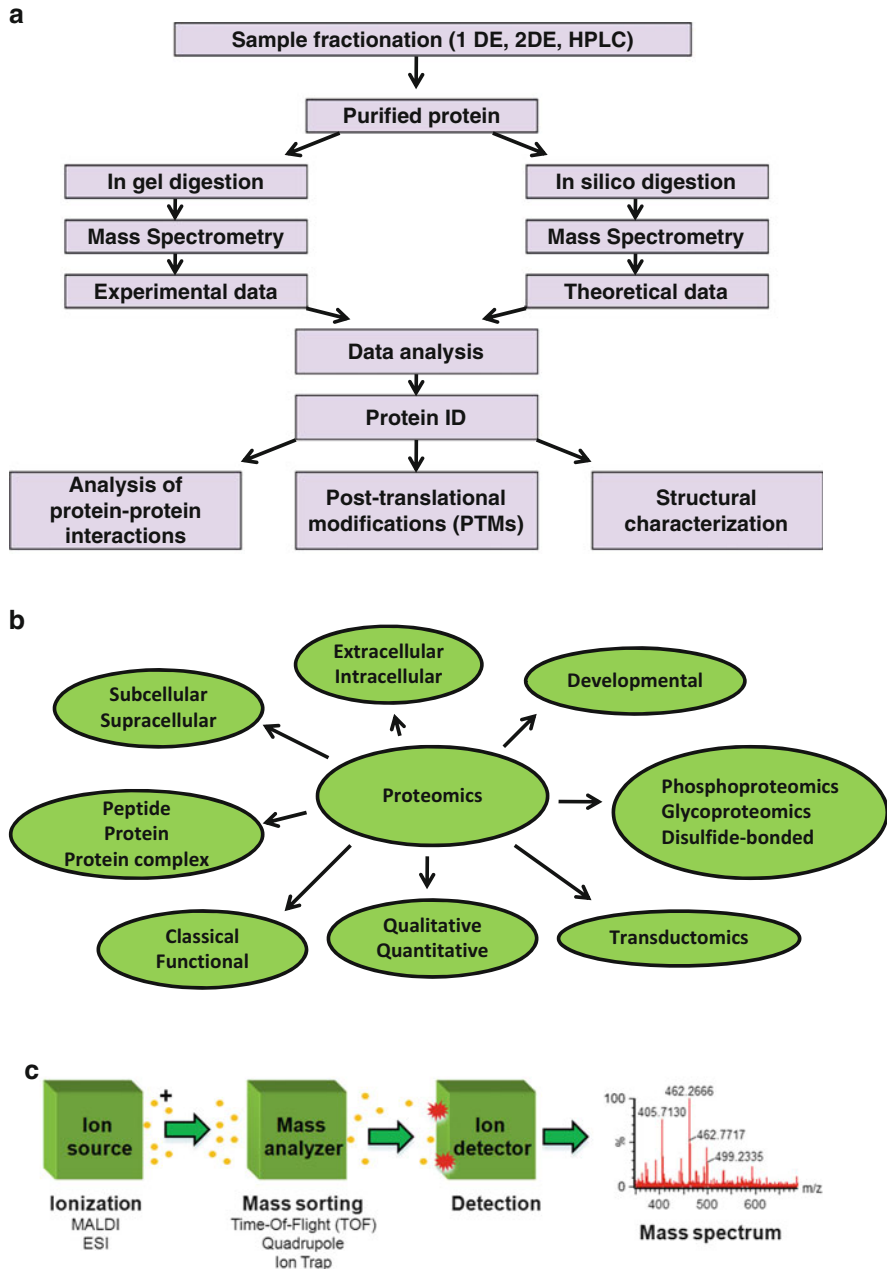 a
Sample fractionation (1 DE, 2DE, HPLC)
Purified protein
In gel digestion
In silico digestion
Mass Spectrometry
Mass Spectrometry
Experimental data
Theoretical data
Data analysis
Protein ID
Analysis of
protein-protein
interactions
Post-translational
modifications (PTMs)
Structural
characterization
b
Extracellular
Intracellular
Developmental
Subcellular
Supracellular
Proteomics
Phosphoproteomics
Glycoproteomics
Disulfide-bonded
Peptide
Protein
Protein complex
Classical
Functional
Qualitative
Quantitative
Transductomics
c
Ion
source
+
Mass
analyzer
Ion
detector
Ionization
MALDI
ESI
Mass sorting
Time-Of-Flight (TOF)
Quadrupole
Ion Trap
Detection
100
%
0
462.2666
405.7130
462.7717
499.2335
400
500
600
m/z
Mass spectrum